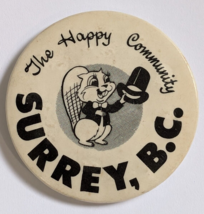 The Happy Community
SURREY, B.C.